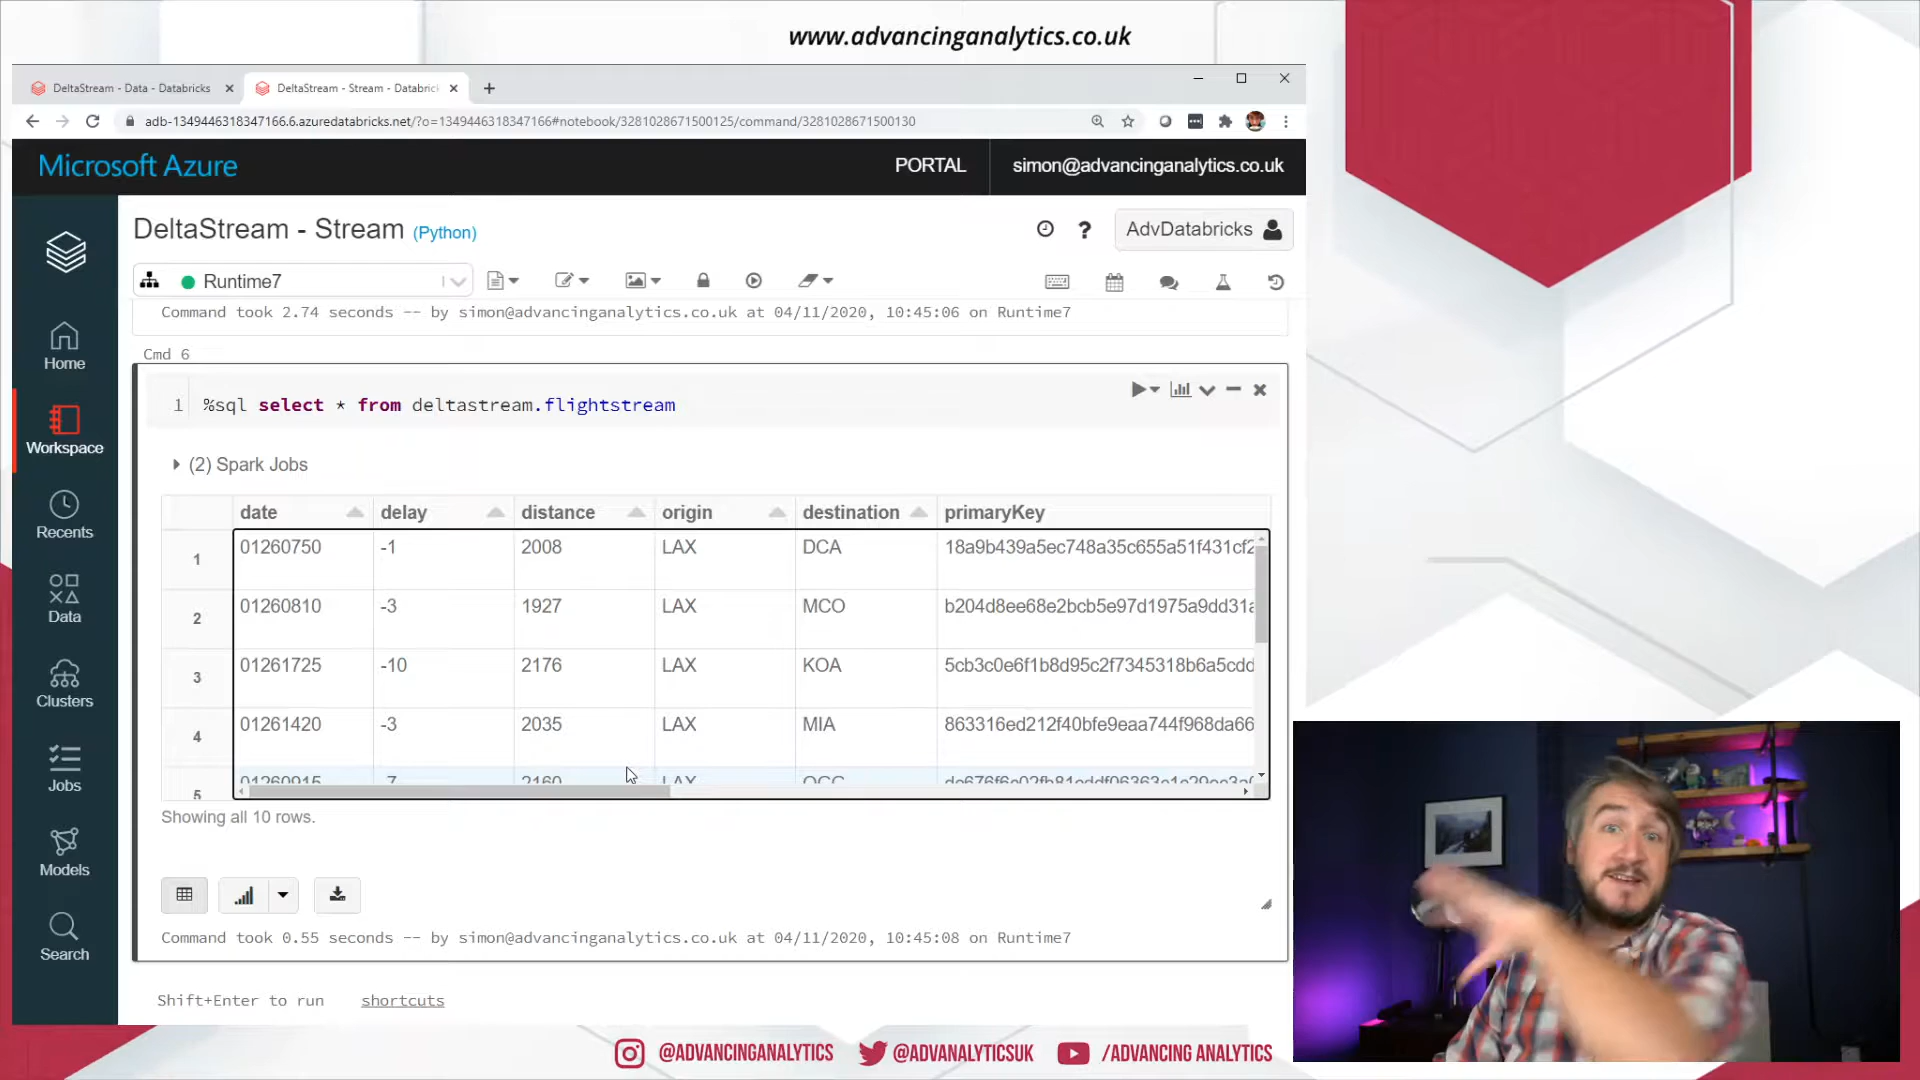 www.advancinganalytics.co.uk
DeltaStream - Data - Databricks
DeltaStream - Stream - Databric
adb-1349446318347166.6.azuredatabricks.net/?o=1349446318347166#notebook/3281028671500125/command/3281028671500130
Microsoft Azure
PORTAL
simon@advancinganalytics.co.uk
DeltaStream - Stream (Python)
AdvDatabricks
Runtime7
Command took 2.74 seconds -- by simon@advancinganalytics.co.uk at 04/11/2020, 10:45:06 on Runtime7
Home
Workspace
Recents
Data
Clusters
Jobs
Models
Search
Cmd 6
1 %sql select * from deltastream.flightstream
(2) Spark Jobs
date delay distance origin destination primaryKey
1 01260750 -1 2008 LAX DCA 18a9b439a5ec748a35c655a51f431cf2
2 01260810 -3 1927 LAX MCO b204d8ee68e2bcb5e97d1975a9dd31a
3 01261725 -10 2176 LAX KOA 5cb3c0e6f1b8d95c2f7345318b6a5cdd
4 01261420 -3 2035 LAX MIA 863316ed212f40bfe9eaa744f968da66
5 01260915 -7 2160 LAX
Showing all 10 rows.
Command took 0.55 seconds -- by simon@advancinganalytics.co.uk at 04/11/2020, 10:45:08 on Runtime7
Shift+Enter to run shortcuts
@ADVANCINGANALYTICS
@ADVANALYTICSUK
/ADVANCING ANALYTICS